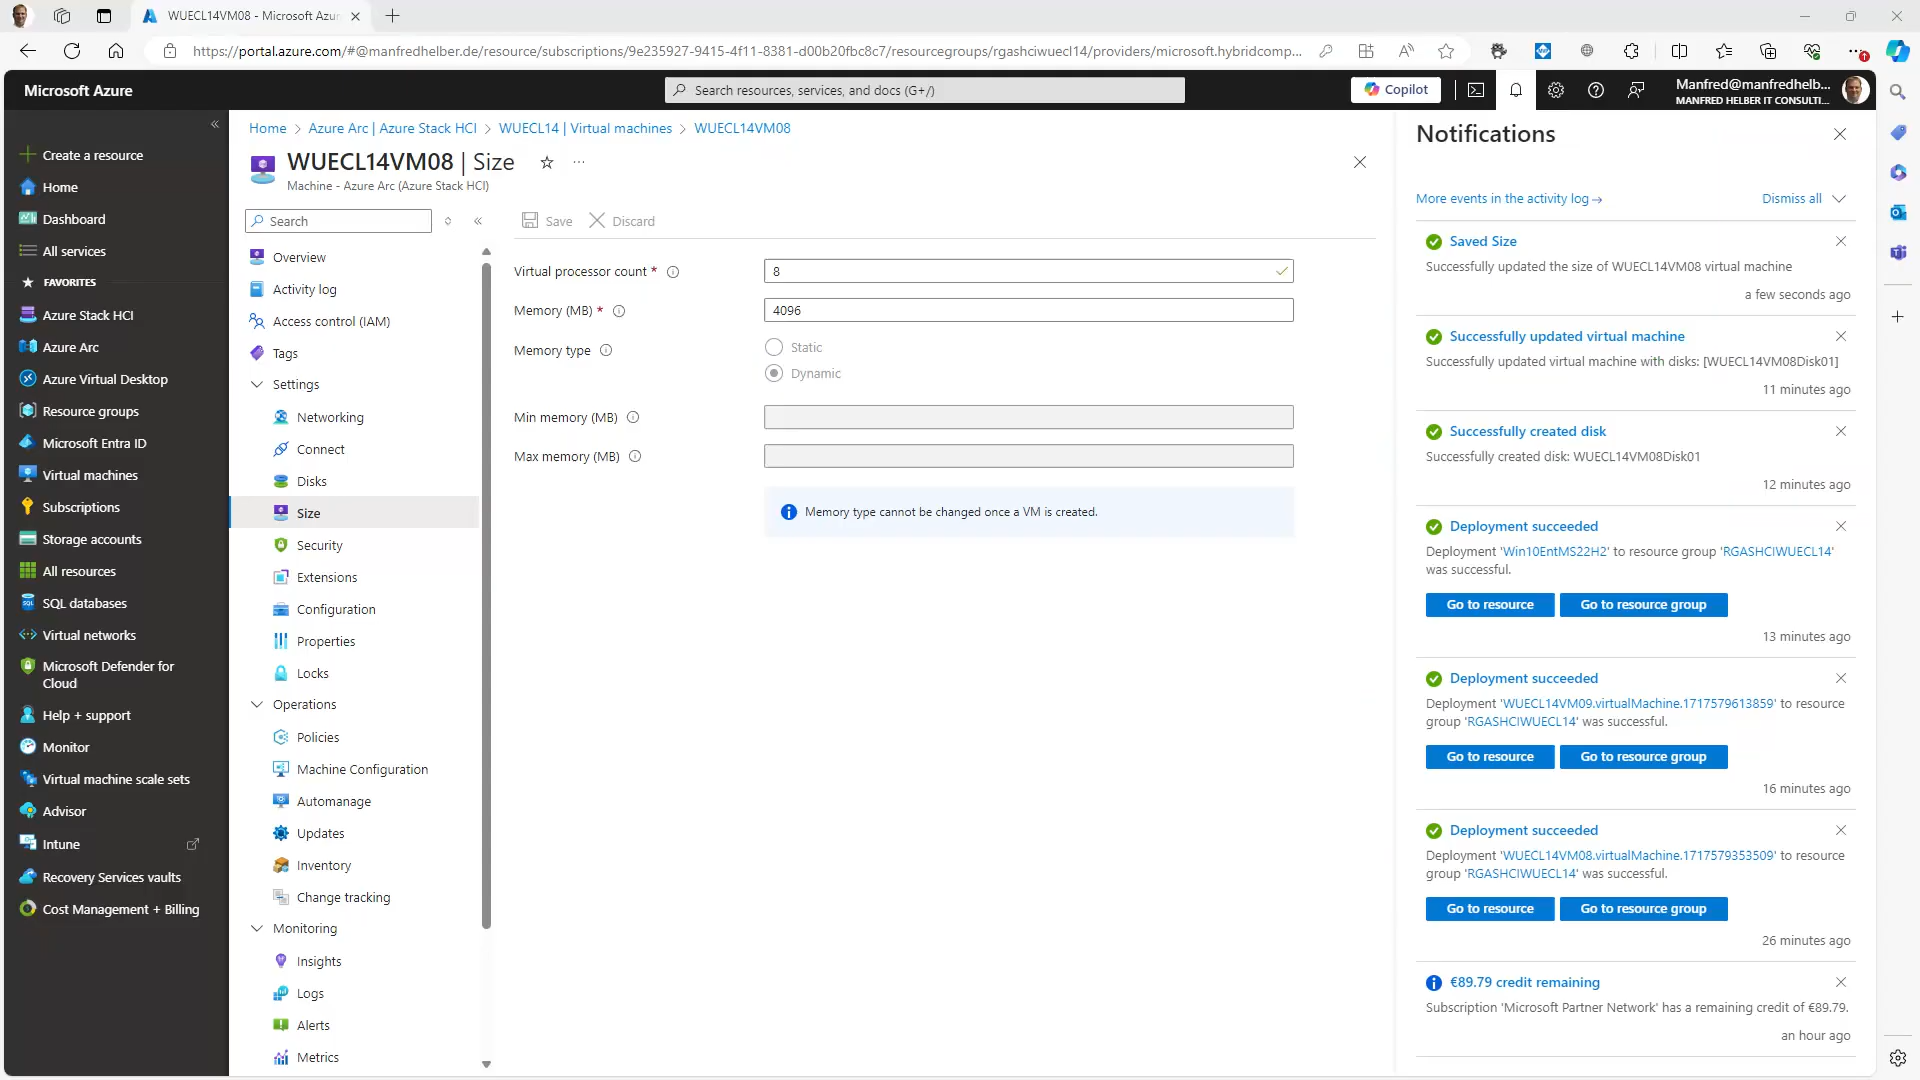 WUECL14VM08 - Microsoft Azur
https://portal.azure.com/#@manfredhelber.de/resource/subscriptions/9e235927-9415-4f11-8381-d00b20fbc8c7/resourcegroups/rgashciwuecl14/providers/microsoft.hybridcomp...
Microsoft Azure
Search resources, services, and docs (G+/)
Copilot
Manfred@manfredhelb...
MANFRED HELBER IT CONSULTI...
Create a resource
Home
Dashboard
All services
FAVORITES
Azure Stack HCI
Azure Arc
Azure Virtual Desktop
Resource groups
Microsoft Entra ID
Virtual machines
Subscriptions
Storage accounts
All resources
SQL databases
Virtual networks
Microsoft Defender for
Cloud
Help + support
Monitor
Virtual machine scale sets
Advisor
Intune
Recovery Services vaults
Cost Management + Billing
Home > Azure Arc | Azure Stack HCI > WUECL14 | Virtual machines > WUECL14VM08
WUECL14VM08 | Size
Machine - Azure Arc (Azure Stack HCI)
Search
Overview
Activity log
Access control (IAM)
Tags
Settings
Networking
Connect
Disks
Size
Security
Extensions
Configuration
Properties
Locks
Operations
Policies
Machine Configuration
Automanage
Updates
Inventory
Change tracking
Monitoring
Insights
Logs
Alerts
Metrics
Save Discard
Virtual processor count * 8
Memory (MB) * 4096
Memory type
Static
Dynamic
Min memory (MB)
Max memory (MB)
Memory type cannot be changed once a VM is created.
Notifications
More events in the activity log →
Dismiss all
Saved Size
Successfully updated the size of WUECL14VM08 virtual machine
a few seconds ago
Successfully updated virtual machine
Successfully updated virtual machine with disks: [WUECL14VM08Disk01]
11 minutes ago
Successfully created disk
Successfully created disk: WUECL14VM08Disk01
12 minutes ago
Deployment succeeded
Deployment 'Win10EntMS22H2' to resource group 'RGASHCIWUECL14'
was successful.
Go to resource Go to resource group
13 minutes ago
Deployment succeeded
Deployment 'WUECL14VM09.virtualMachine.1717579613859' to resource
group 'RGASHCIWUECL14' was successful.
Go to resource Go to resource group
16 minutes ago
Deployment succeeded
Deployment 'WUECL14VM08.virtualMachine.1717579353509' to resource
group 'RGASHCIWUECL14' was successful.
Go to resource Go to resource group
26 minutes ago
€89.79 credit remaining
Subscription 'Microsoft Partner Network' has a remaining credit of €89.79.
an hour ago